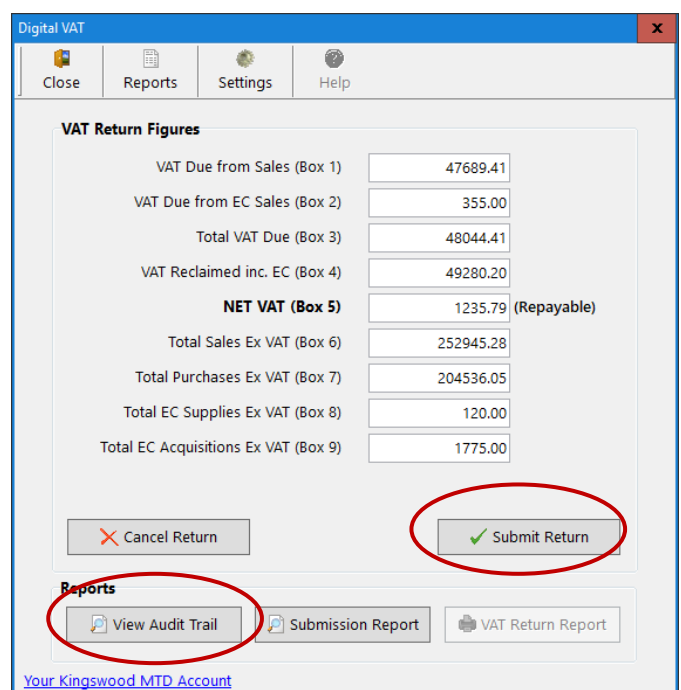 Digital VAT x
Close Reports Settings Help
VAT Return Figures
VAT Due from Sales (Box 1) 47689.41
VAT Due from EC Sales (Box 2) 355.00
Total VAT Due (Box 3) 48044.41
VAT Reclaimed inc. EC (Box 4) 49280.20
NET VAT (Box 5) 1235.79 (Repayable)
Total Sales Ex VAT (Box 6) 252945.28
Total Purchases Ex VAT (Box 7) 204536.05
Total EC Supplies Ex VAT (Box 8) 120.00
Total EC Acquisitions Ex VAT (Box 9) 1775.00
Cancel Return Submit Return
Reports
View Audit Trail Submission Report VAT Return Report
Your Kingswood MTD Account